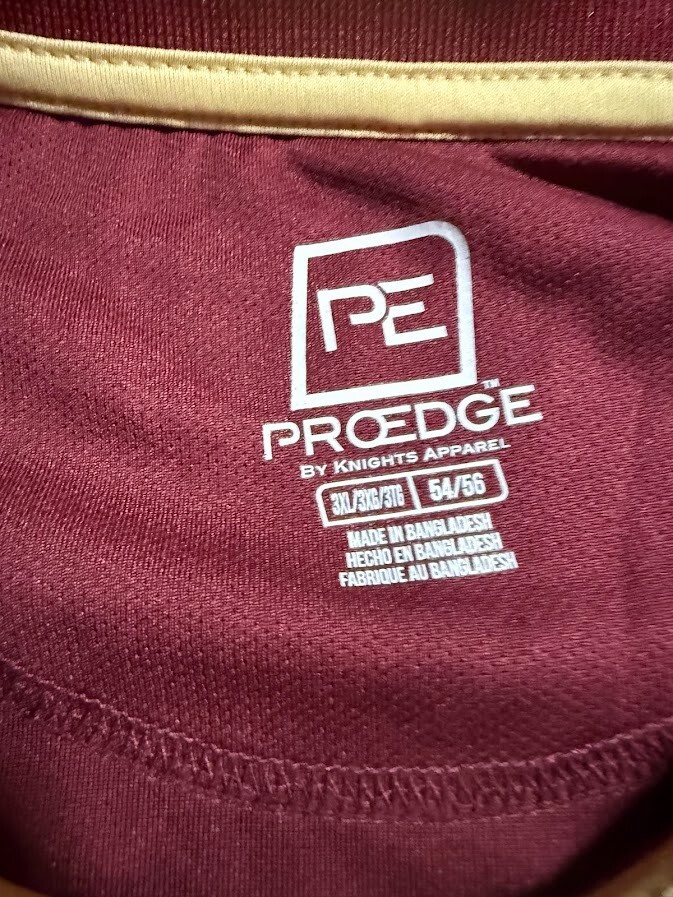 PE
PROEDGE™
BY KNIGHTS APPAREL
3XL/3XG/3TG 54/56
MADE IN BANGLADESH
HECHO EN BANGLADESH
FABRIQUE AU BANGLADESH